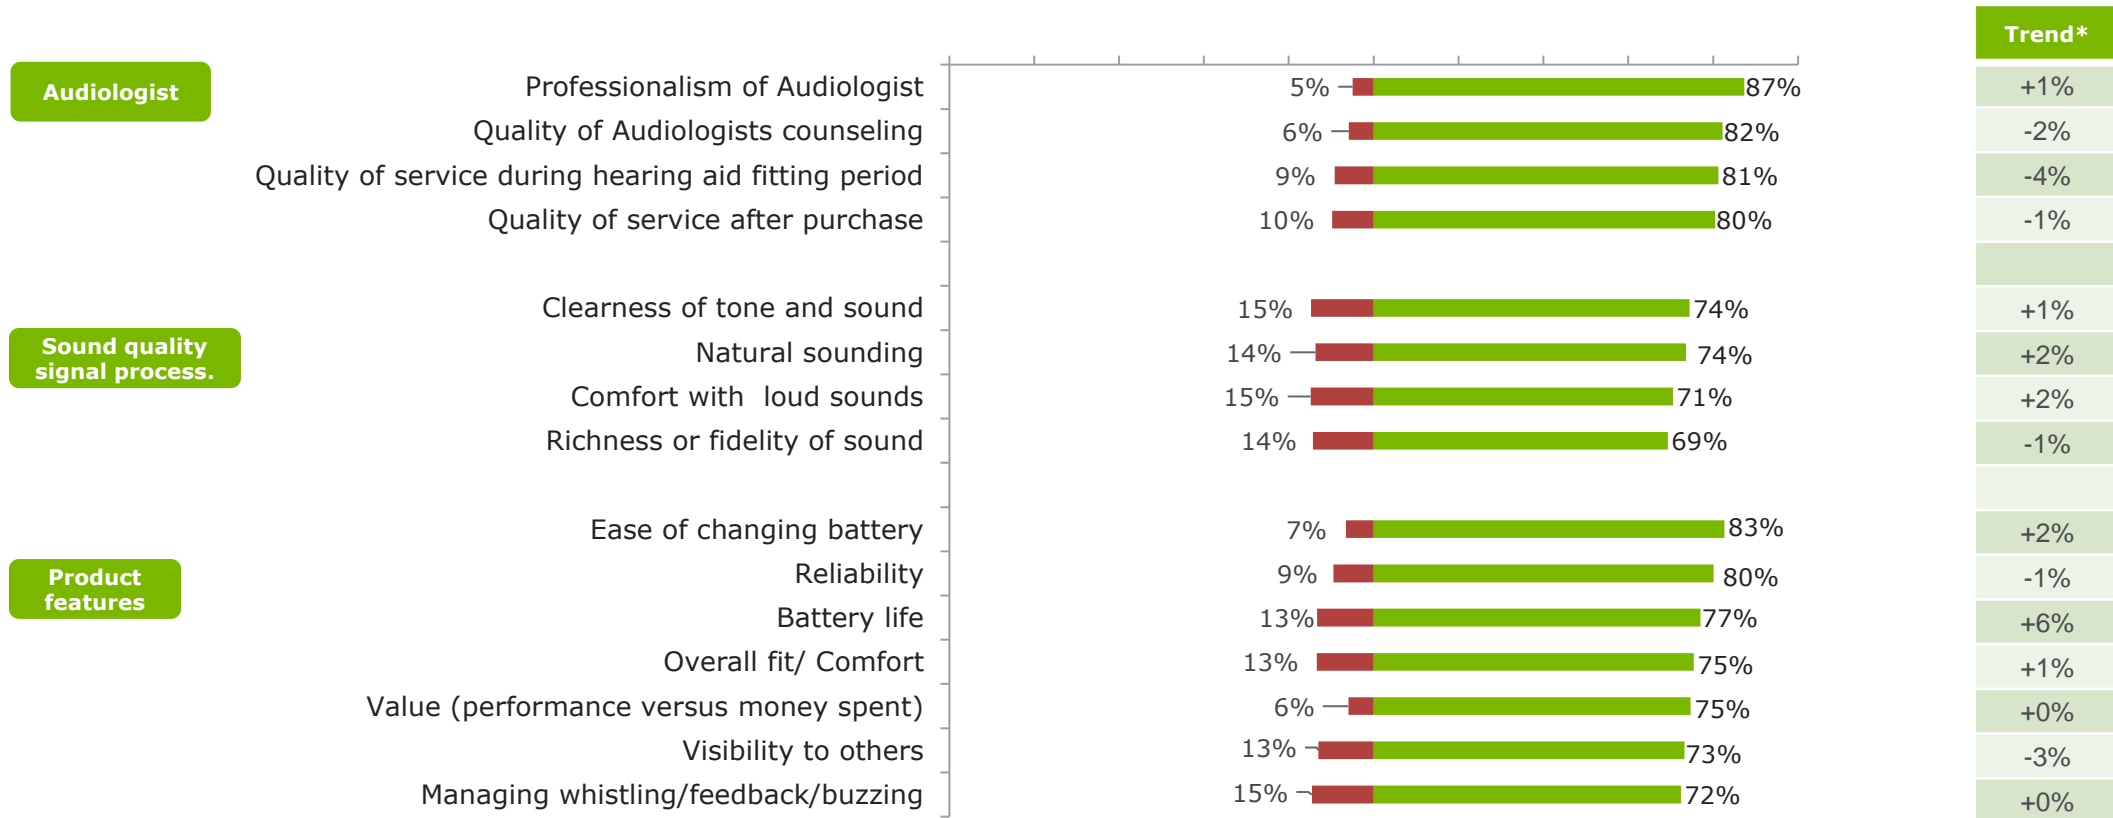 Trend*
Audiologist
Professionalism of Audiologist 5% 87% +1%
Quality of Audiologists counseling 6% 82% -2%
Quality of service during hearing aid fitting period 9% 81% -4%
Quality of service after purchase 10% 80% -1%
Sound quality
signal process.
Clearness of tone and sound 15% 74% +1%
Natural sounding 14% 74% +2%
Comfort with loud sounds 15% 71% +2%
Richness or fidelity of sound 14% 69% -1%
Product
features
Ease of changing battery 7% 83% +2%
Reliability 9% 80% -1%
Battery life 13% 77% +6%
Overall fit/ Comfort 13% 75% +1%
Value (performance versus money spent) 6% 75% +0%
Visibility to others 13% 73% -3%
Managing whistling/feedback/buzzing 15% 72% +0%